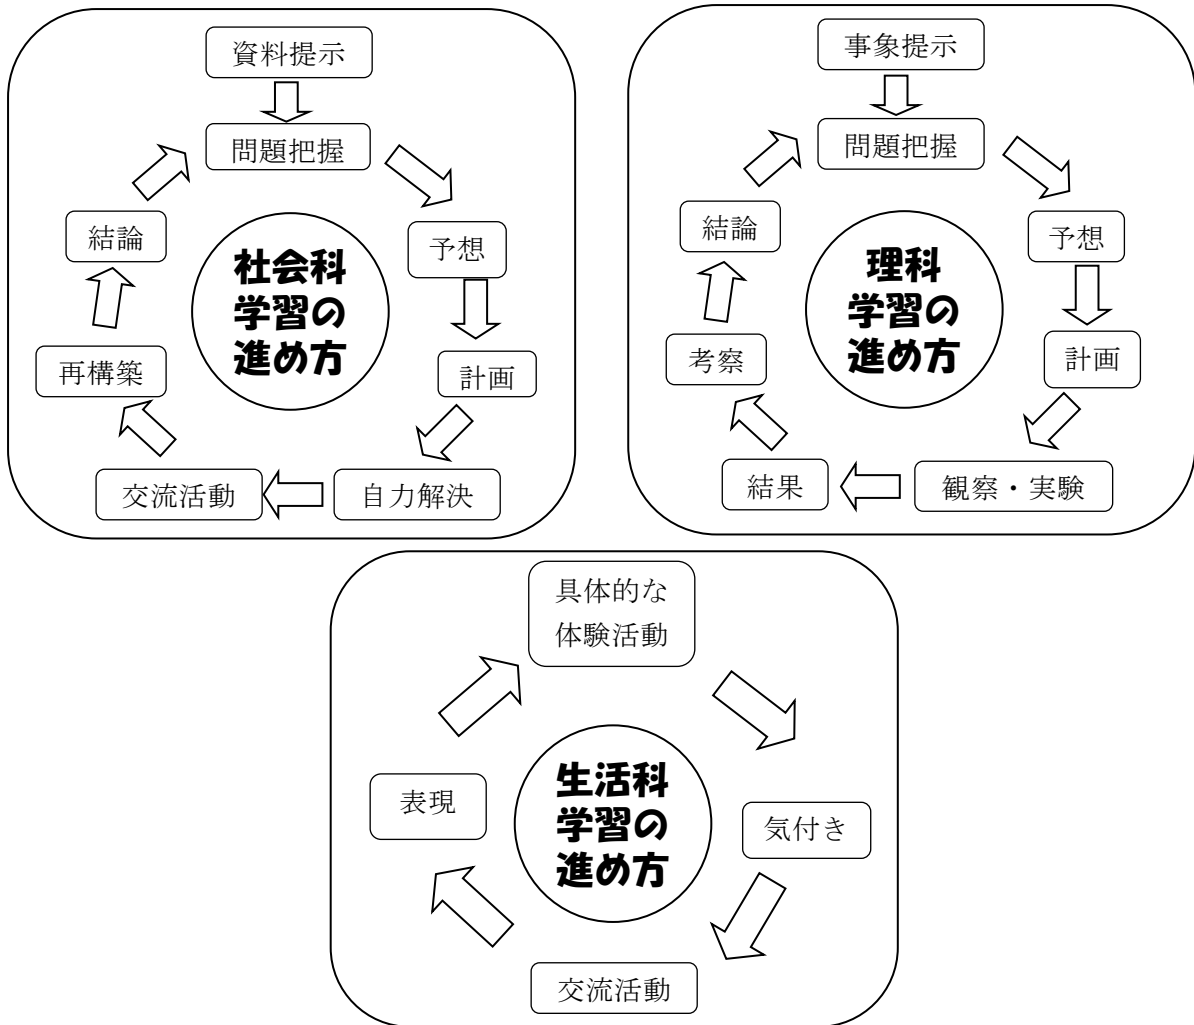 資料提示
問題把握
予想
計画
自力解決
交流活動
再構築
結論
社会科
学習の
進め方
事象提示
問題把握
予想
計画
観察・実験
結果
考察
結論
理科
学習の
進め方
具体的な
体験活動
気付き
交流活動
表現
生活科
学習の
進め方